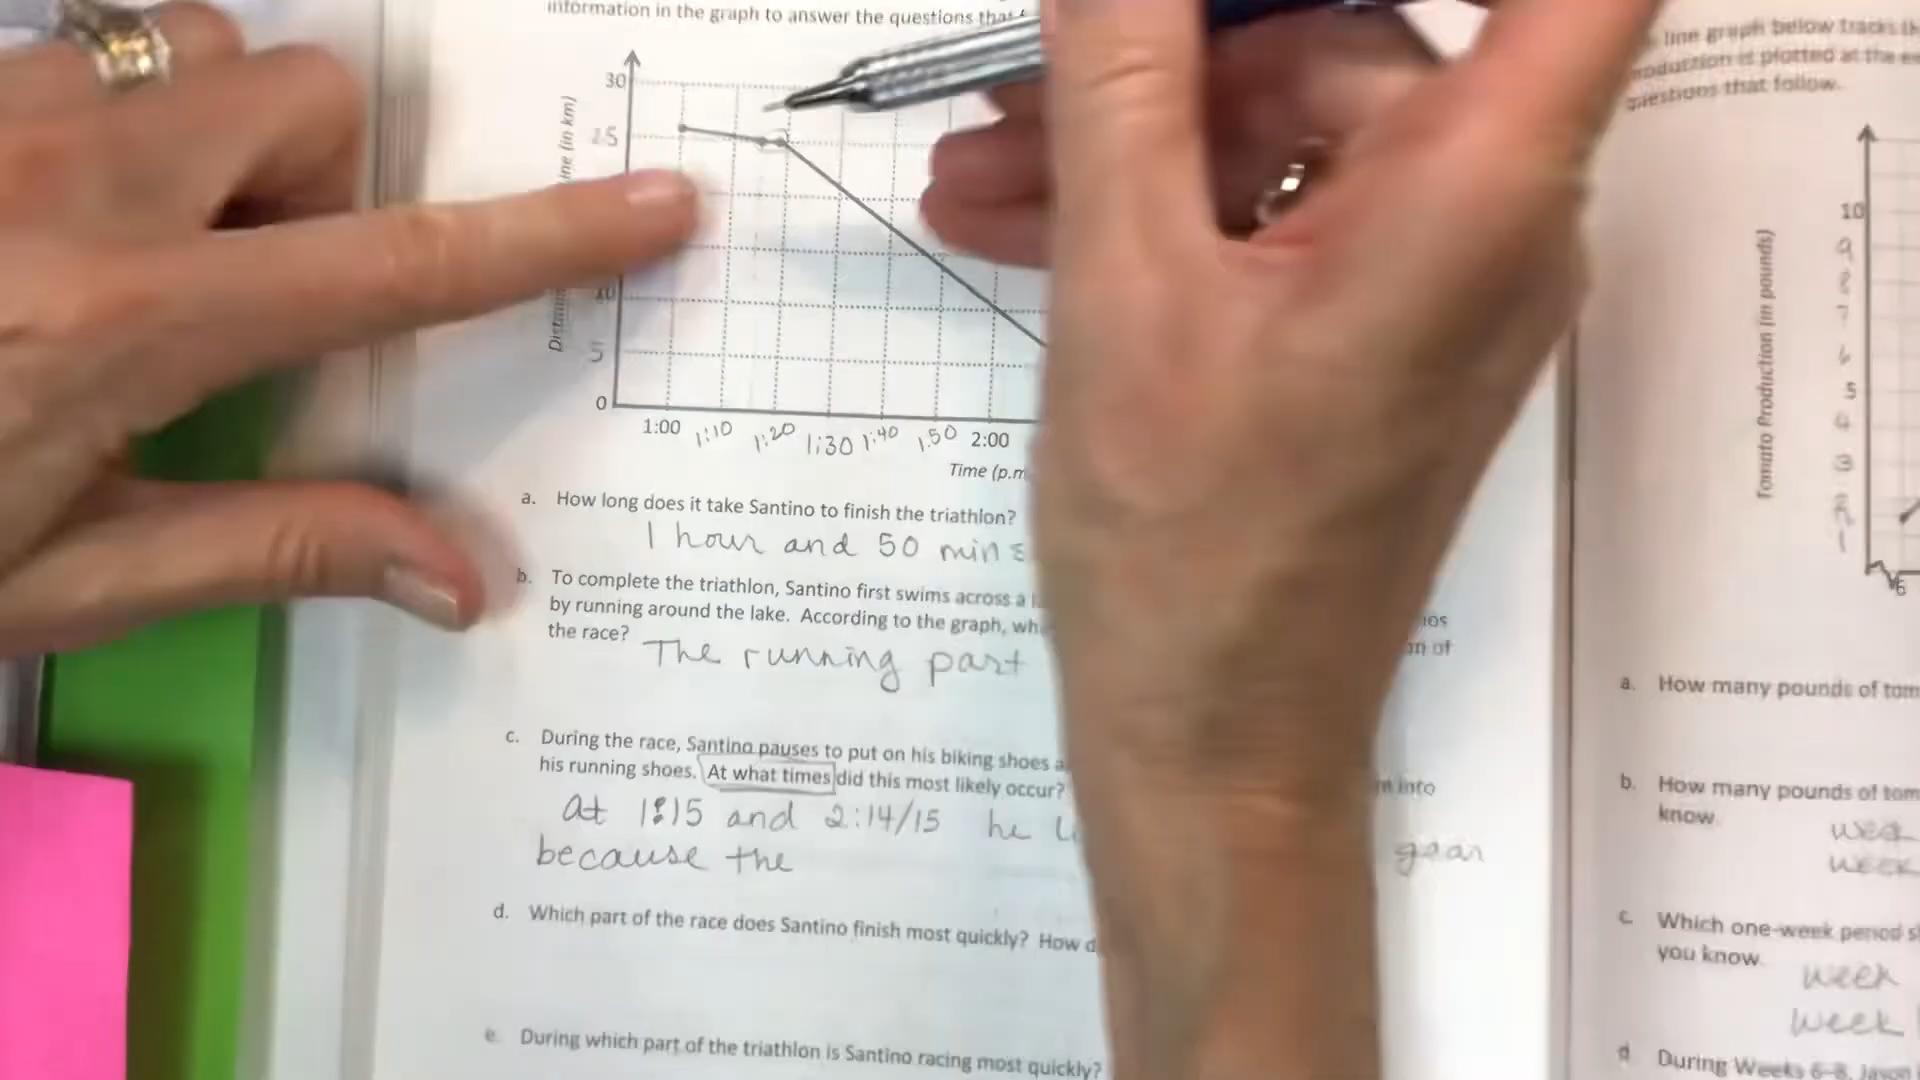 information in the graph to answer the questions that
30
Distan ine (in km)
5
0
1:00 1:10 1:20 1:30 1:40 1:50 2:00
Time (p.m
a. How long does it take Santino to finish the triathlon?
1 hour and 50 mins
b. To complete the triathlon, Santino first swims across a
by running around the lake. According to the graph, wh
the race? The running part
c. During the race, Santino pauses to put on his biking shoes a
his running shoes. At what times did this most likely occur?
at 1:15 and 2:14/15 he
because the
gear
d. Which part of the race does Santino finish most quickly? How d
e. During which part of the triathlon is Santino racing most quickly?
line graph below tracks th
production is plotted at the e
questions that follow.
Tomato Production (in pounds)
10
9
8
7
6
5
4
3
2
1
a. How many pounds of tom
b. How many pounds of tom
know.
week
week
c. Which one-week period s
you know.
week
week
d. During Weeks 6–8, Jason